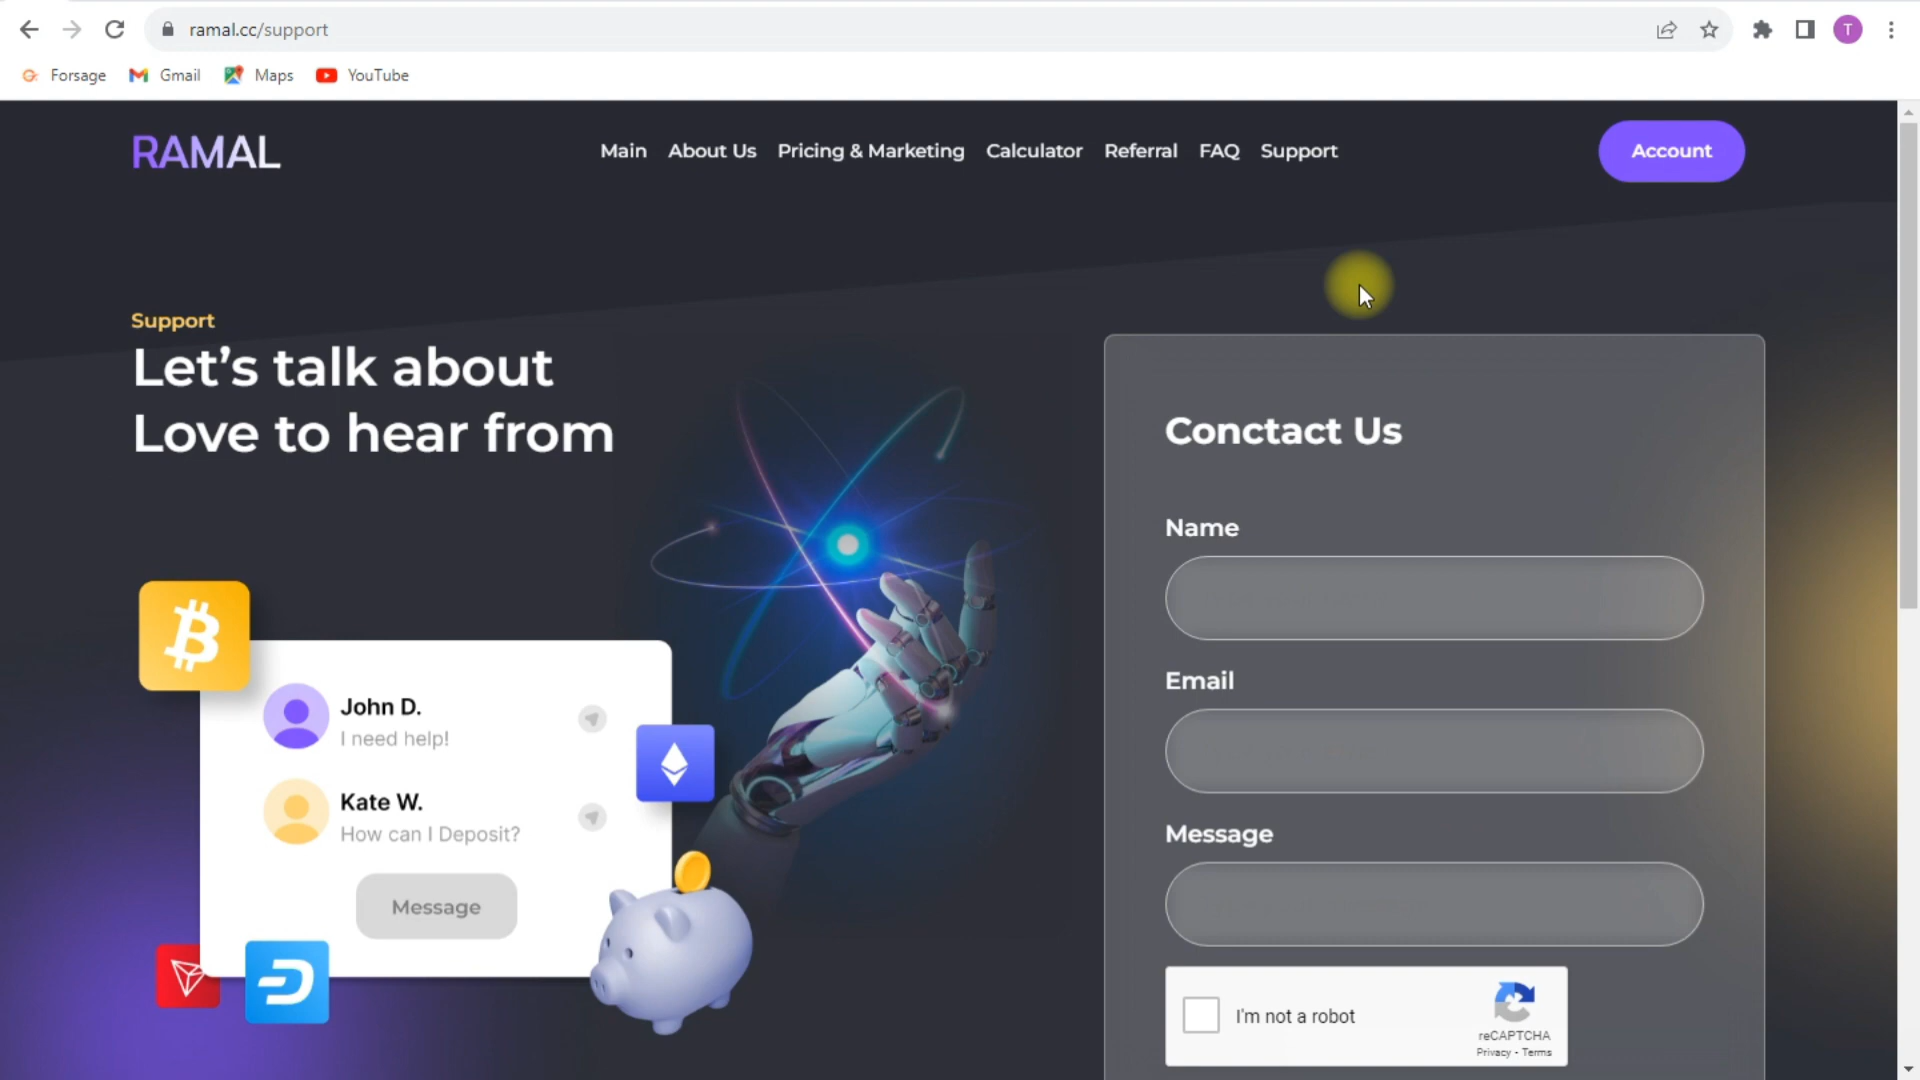 ramal.cc/support
T
Forsage
Gmail
Maps
YouTube
RAMAL
Main
About Us
Pricing & Marketing
Calculator
Referral
FAQ
Support
Account
Support
Let's talk about
Love to hear from
John D.
I need help!
Kate W.
How can I Deposit?
Message
Conctact Us
Name
Email
Message
I'm not a robot
reCAPTCHA
Privacy - Terms